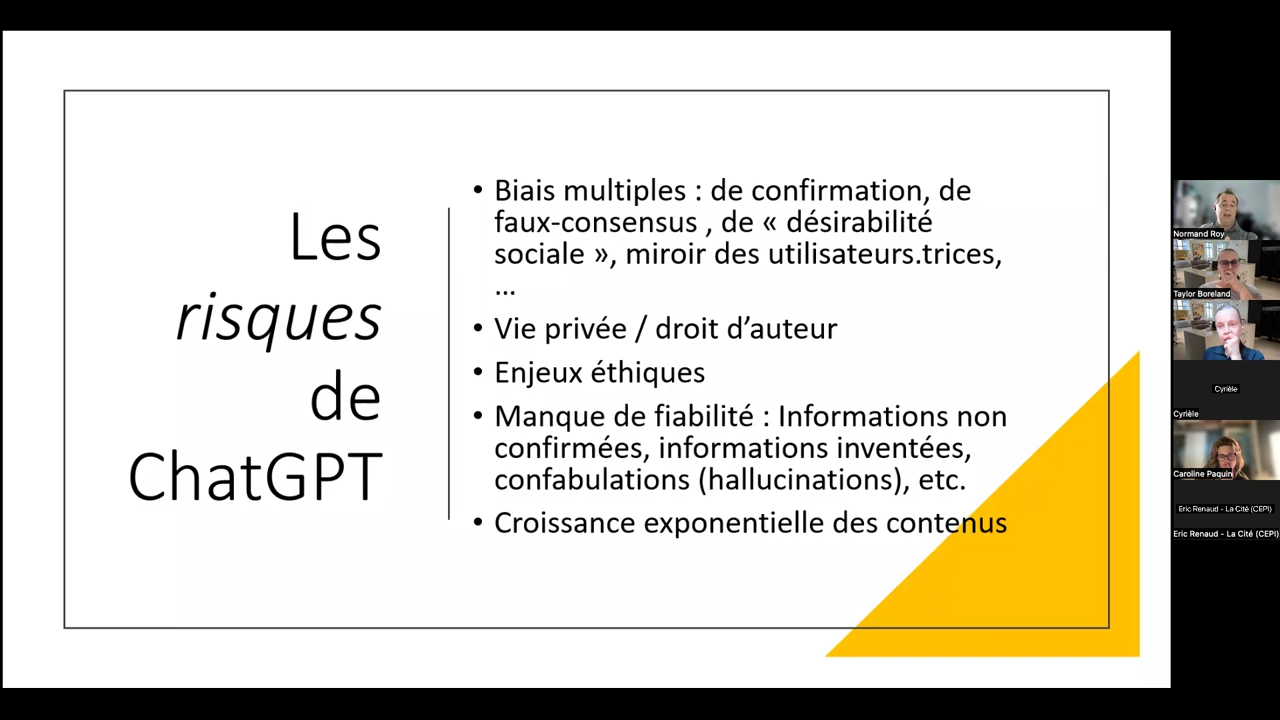 Les
risques
de
ChatGPT
• Biais multiples : de confirmation, de
faux-consensus , de « désirabilité
sociale », miroir des utilisateurs.trices,
...
• Vie privée / droit d’auteur
• Enjeux éthiques
• Manque de fiabilité : Informations non
confirmées, informations inventées,
confabulations (hallucinations), etc.
• Croissance exponentielle des contenus
Normand Roy
Taylor Boreland
Cyrièle
Cyrièle
Caroline Paquin
Eric Renaud - La Cité (CEPI)
Eric Renaud - La Cité (CEPI)